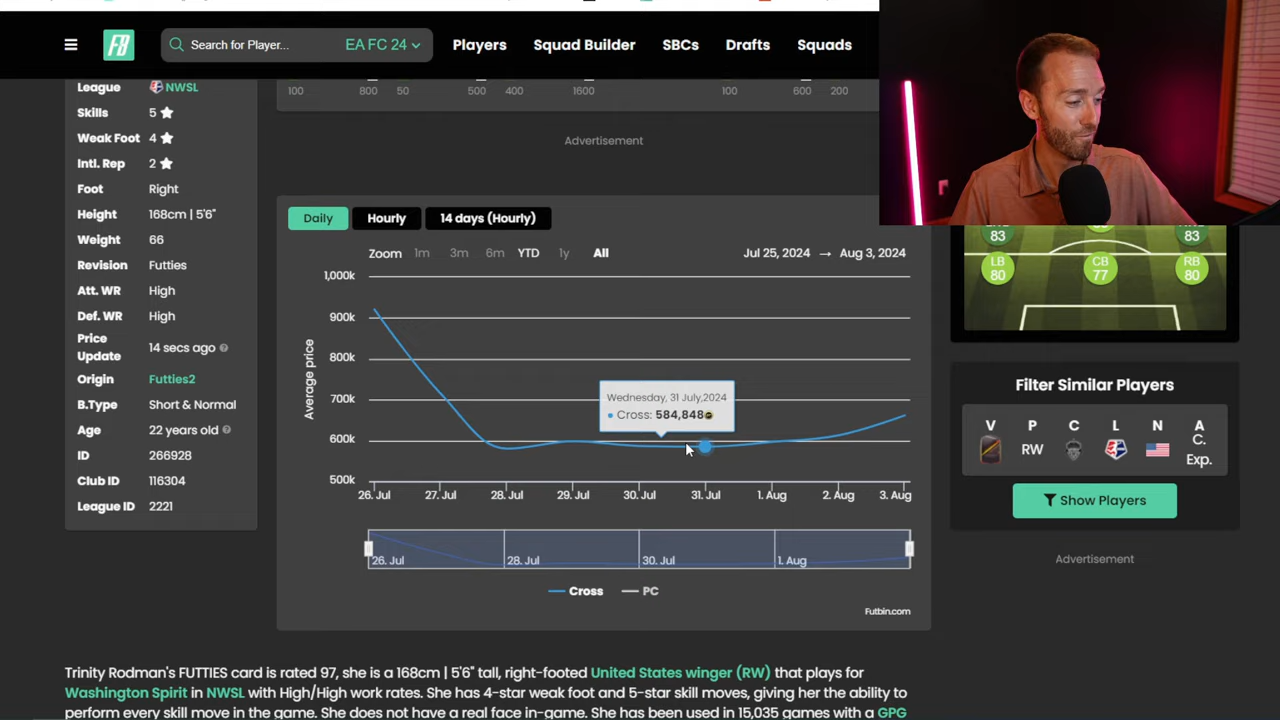 FB
Search for Player...
EA FC 24
Players
Squad Builder
SBCs
Drafts
Squads
League NWSL
Skills 5
Weak Foot 4
Intl. Rep 2
Foot Right
Height 168cm | 5'6"
Weight 66
Revision Futties
Att. WR High
Def. WR High
Price Update 14 secs ago
Origin Futties2
B.Type Short & Normal
Age 22 years old
ID 266928
Club ID 116304
League ID 2221
100 800 50 500 400 1600 100 600 200
Advertisement
Daily Hourly 14 days (Hourly)
Zoom 1m 3m 6m YTD 1y All Jul 25, 2024 → Aug 3, 2024
Average price
1,000k
900k
800k
700k
600k
500k
Wednesday, 31 July,2024
Cross: 584,848
26. Jul 27. Jul 28. Jul 29. Jul 30. Jul 31. Jul 1. Aug 2. Aug 3. Aug
26. Jul 28. Jul 30. Jul 1. Aug
Cross PC
Futbin.com
83 83
LB CB RB
80 77 80
Filter Similar Players
V P C L N A
RW C. Exp.
Show Players
Advertisement
Trinity Rodman's FUTTIES card is rated 97, she is a 168cm | 5'6" tall, right-footed United States winger (RW) that plays for
Washington Spirit in NWSL with High/High work rates. She has 4-star weak foot and 5-star skill moves, giving her the ability to
perform every skill move in the game. She does not have a real face in-game. She has been used in 15,035 games with a GPG